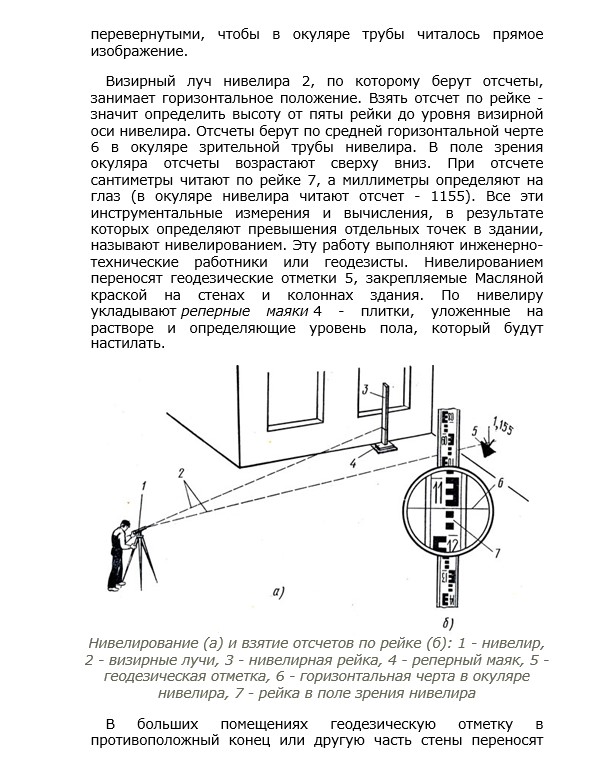 перевернутыми, чтобы в окуляре трубы читалось прямое
изображение.
Визирный луч нивелира 2, по которому берут отсчеты,
занимает горизонтальное положение. Взять отсчет по рейке -
значит определить высоту от пяты рейки до уровня визирной
оси нивелира. Отсчеты берут по средней горизонтальной черте
6 в окуляре зрительной трубы нивелира. В поле зрения
окуляра отсчеты возрастают сверху вниз. При отсчете
сантиметры читают по рейке 7, а миллиметры определяют на
глаз (в окуляре нивелира читают отсчет - 1155). Все эти
инструментальные измерения и вычисления, в результате
которых определяют превышения отдельных точек в здании,
называют нивелированием. Эту работу выполняют инженерно-
технические работники или геодезисты. Нивелированием
переносят геодезические отметки 5, закрепляемые Масляной
краской на стенах и колоннах здания. По нивелиру
укладывают реперные маяки 4 - плитки, уложенные на
растворе и определяющие уровень пола, который будут
настилать.
3
1,155
5
4
2
1
6
11
12
7
а)
б)
Нивелирование (а) и взятие отсчетов по рейке (б): 1 - нивелир,
2 - визирные лучи, 3 - нивелирная рейка, 4 - реперный маяк, 5 -
геодезическая отметка, 6 - горизонтальная черта в окуляре
нивелира, 7 - рейка в поле зрения нивелира
В больших помещениях геодезическую отметку в
противоположный конец или другую часть стены переносят